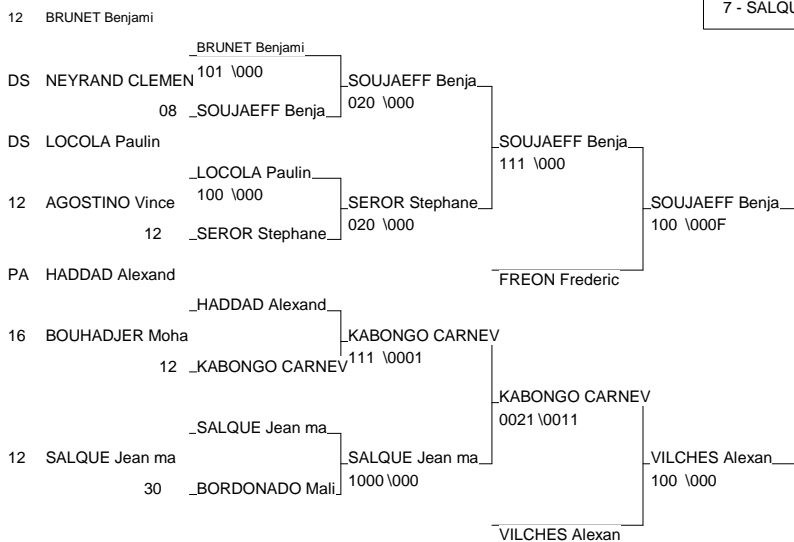 7 - SALQU
12 BRUNET Benjami
BRUNET Benjami
101 \000
DS NEYRAND CLEMEN
SOUJAEFF Benja
020 \000
08 SOUJAEFF Benja
DS LOCOLA Paulin
SOUJAEFF Benja
111 \000
LOCOLA Paulin
100 \000
12 AGOSTINO Vince
SEROR Stephane
020 \000
SOUJAEFF Benja
100 \000F
12 SEROR Stephane
PA HADDAD Alexand
FREON Frederic
HADDAD Alexand
16 BOUHADJER Moha
KABONGO CARNEV
111 \0001
12 KABONGO CARNEV
KABONGO CARNEV
0021 \0011
SALQUE Jean ma
12 SALQUE Jean ma
SALQUE Jean ma
1000 \000
VILCHES Alexan
100 \000
30 BORDONADO Mali
VILCHES Alexan